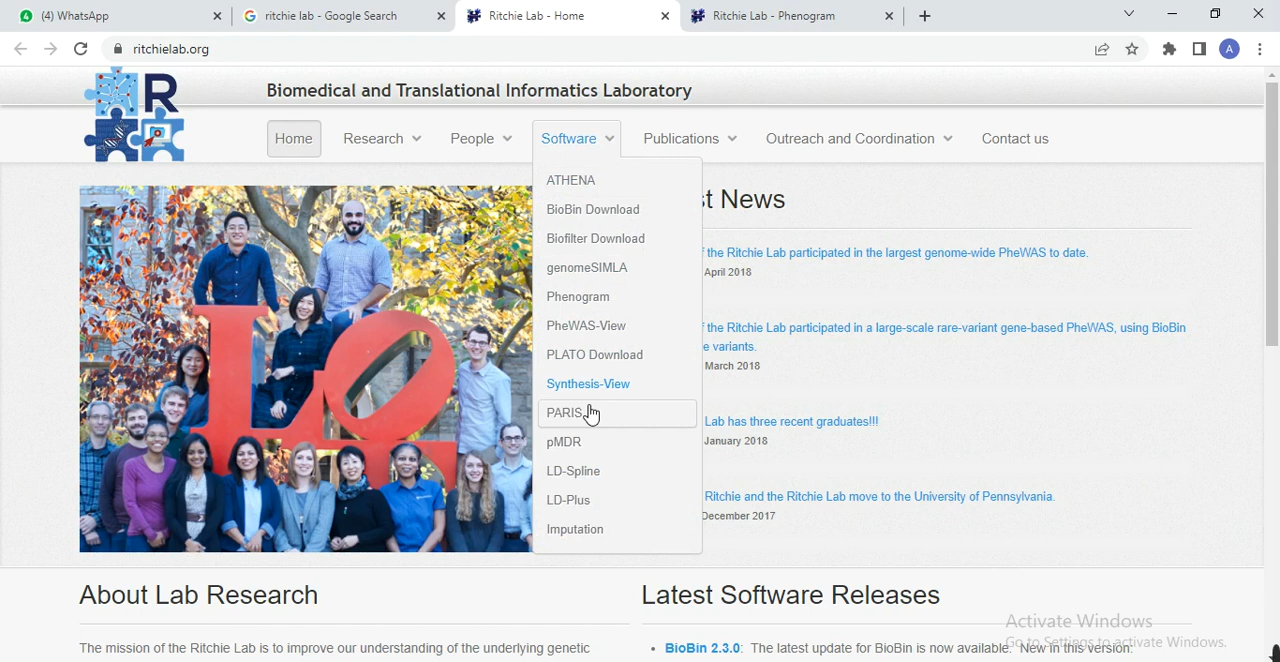 (4) WhatsApp
ritchie lab - Google Search
Ritchie Lab - Home
Ritchie Lab - Phenogram
A
ritchielab.org
R
Biomedical and Translational Informatics Laboratory
Home
Research
People
Software
Publications
Outreach and Coordination
Contact us
ATHENA
BioBin Download
Biofilter Download
genomeSIMLA
Phenogram
PheWAS-View
PLATO Download
Synthesis-View
PARIS
pMDR
LD-Spline
LD-Plus
Imputation
t News
the Ritchie Lab participated in the largest genome-wide PheWAS to date.
April 2018
the Ritchie Lab participated in a large-scale rare-variant gene-based PheWAS, using BioBin
e variants.
March 2018
Lab has three recent graduates!!!
January 2018
Ritchie and the Ritchie Lab move to the University of Pennsylvania.
December 2017
LO
About Lab Research
The mission of the Ritchie Lab is to improve our understanding of the underlying genetic
Latest Software Releases
BioBin 2.3.0: The latest update for BioBin is now available. New in this version:
Activate Windows
Go to Settings to activate Windows.